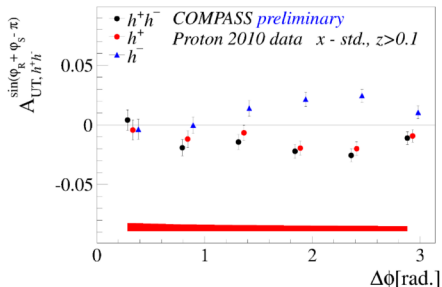 h⁺h⁻ COMPASS preliminary
h⁺ Proton 2010 data x - std., z>0.1
h⁻
A sin(φ_R + φ_S - π) UT, h⁺h⁻
0.05
0
-0.05
0 1 2 3
Δϕ[rad.]